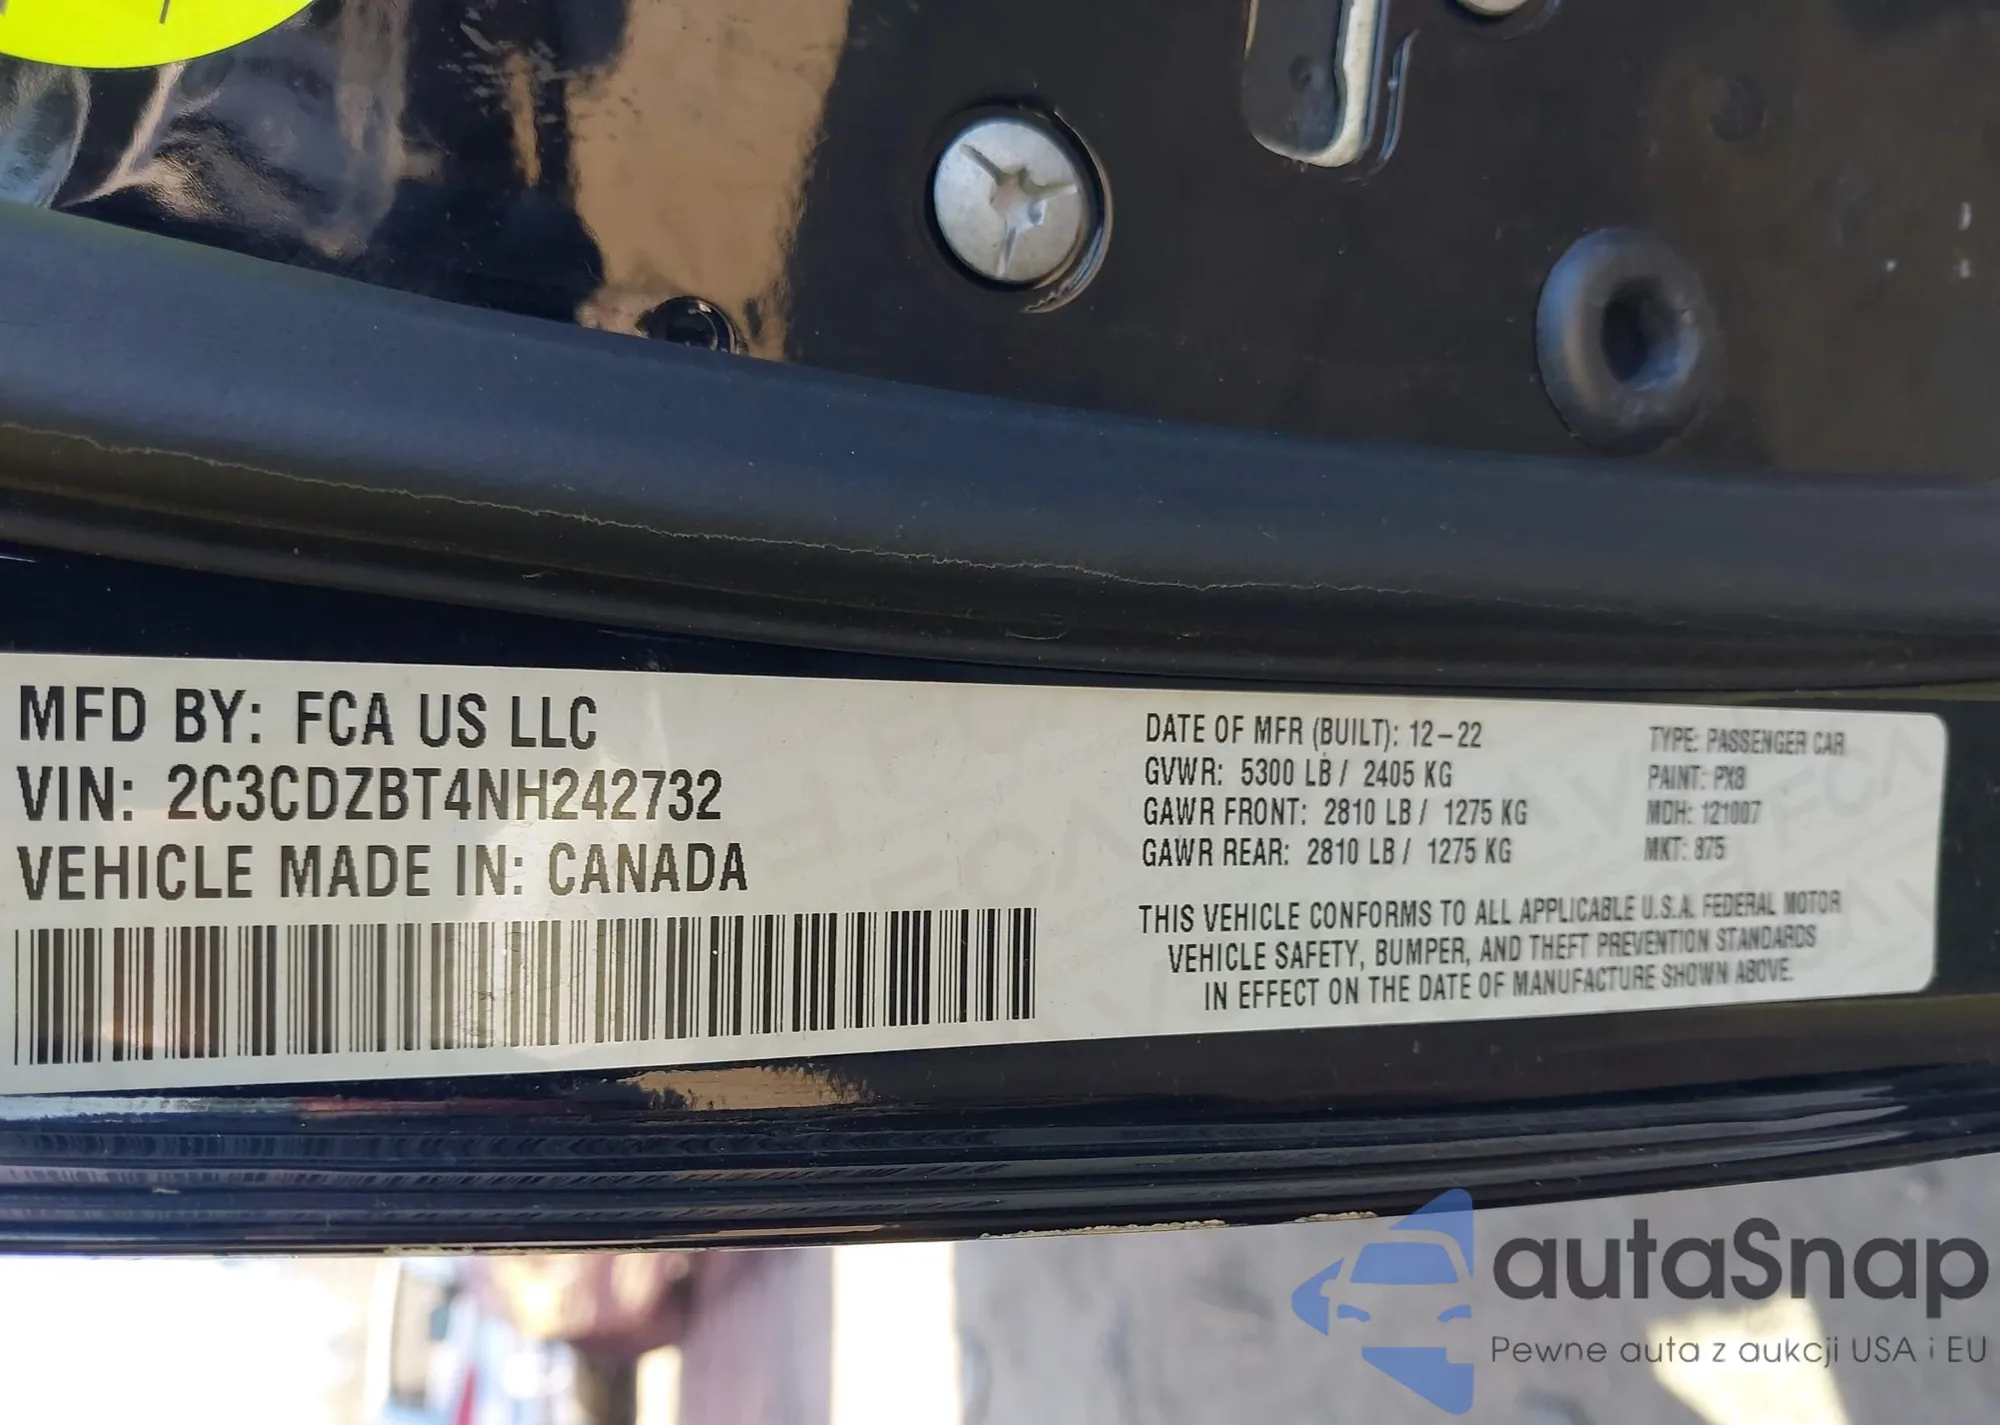 MFD BY: FCA US LLC
VIN: 2C3CDZBT4NH242732
VEHICLE MADE IN: CANADA
DATE OF MFR (BUILT): 12-22
GVWR: 5300 LB / 2405 KG
GAWR FRONT: 2810 LB / 1275 KG
GAWR REAR: 2810 LB / 1275 KG
TYPE: PASSENGER CAR
PAINT: PX8
MDH: 121007
MKT: 875
THIS VEHICLE CONFORMS TO ALL APPLICABLE U.S.A. FEDERAL MOTOR
VEHICLE SAFETY, BUMPER, AND THEFT PREVENTION STANDARDS
IN EFFECT ON THE DATE OF MANUFACTURE SHOWN ABOVE.
autaSnap
Pewne auta z aukcji USA i EU